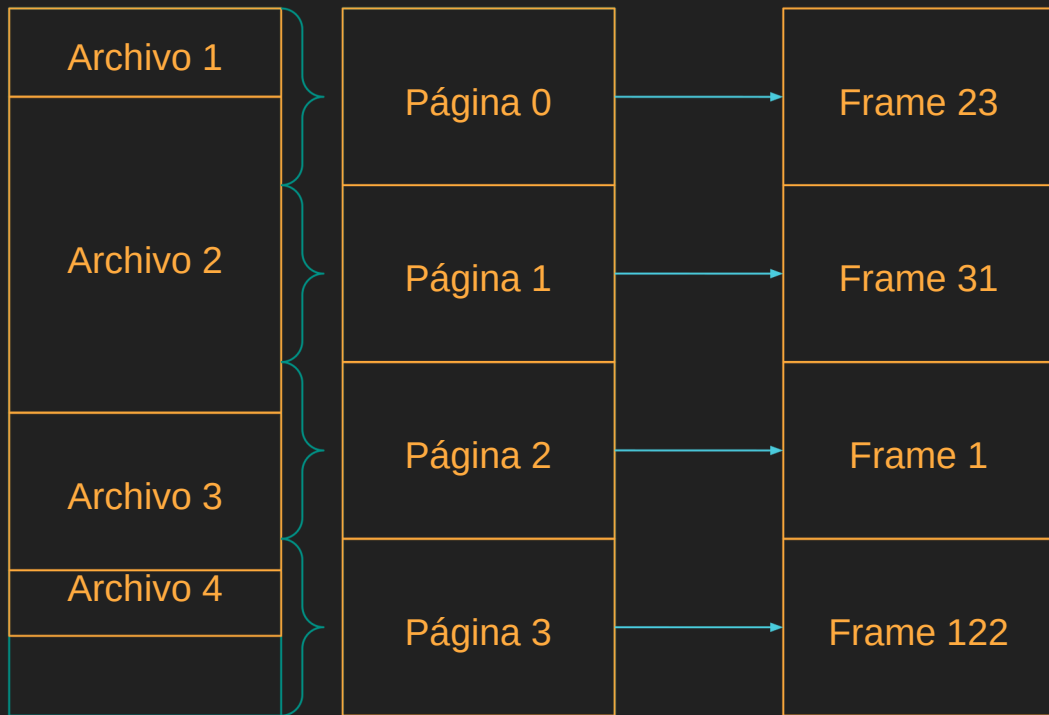 Archivo 1
Archivo 2
Archivo 3
Archivo 4
Página 0
Página 1
Página 2
Página 3
Frame 23
Frame 31
Frame 1
Frame 122